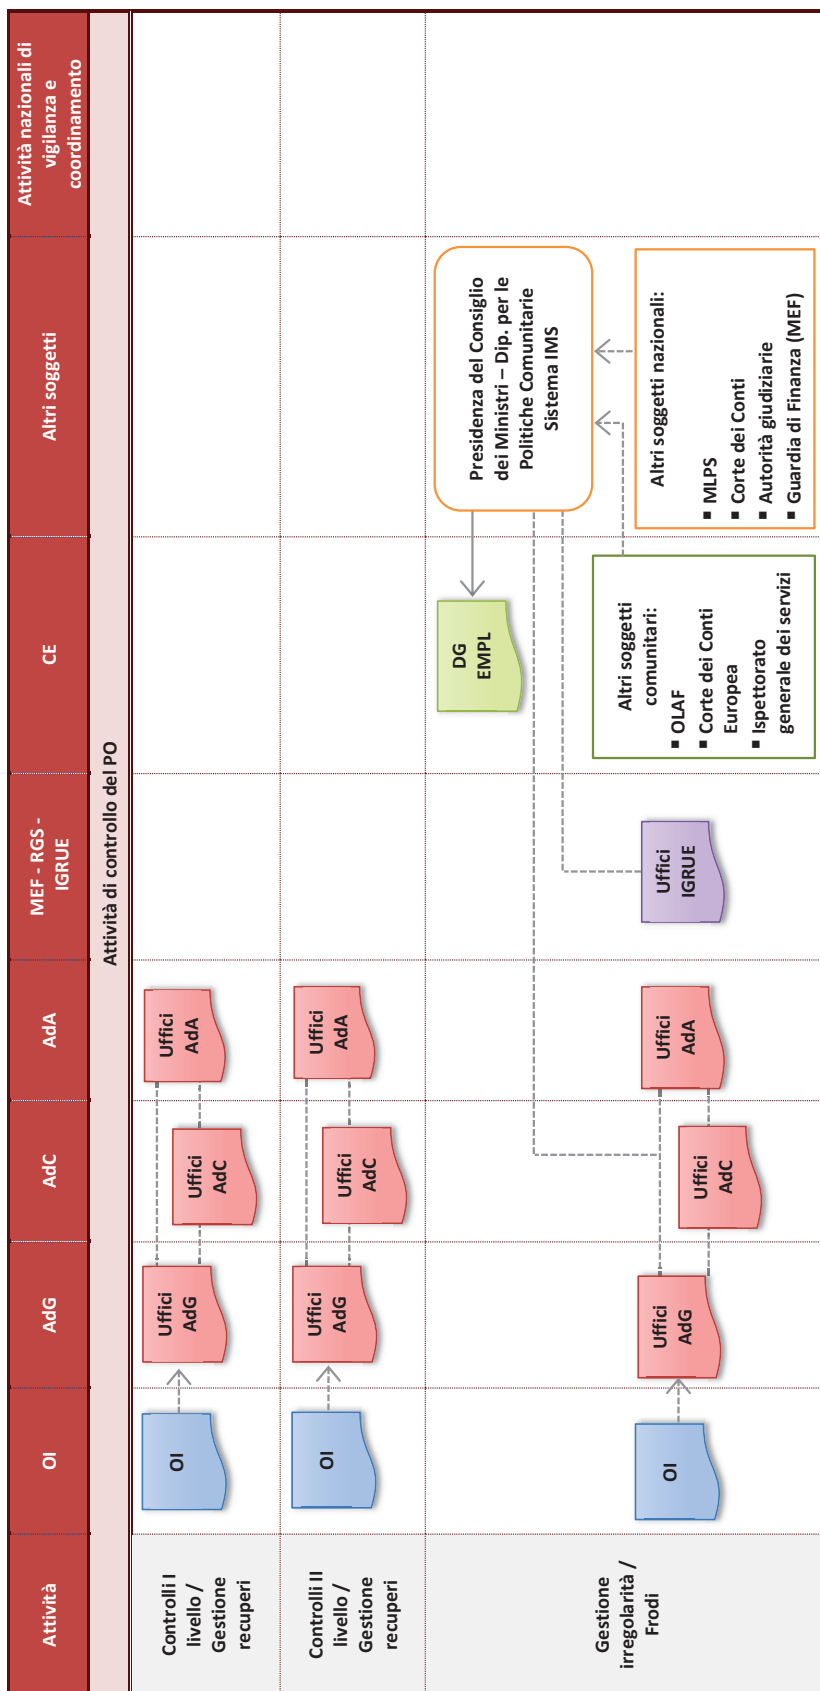 Attività
OI
AdG
AdC
AdA
MEF - RGS -
IGRUE
CE
Altri soggetti
Attività nazionali di
vigilanza e
coordinamento
Attività di controllo del PO
Controlli I
livello /
Gestione
recuperi
OI
Uffici
AdG
Uffici
AdC
Uffici
AdA
Controlli II
livello /
Gestione
recuperi
OI
Uffici
AdG
Uffici
AdC
Uffici
AdA
Gestione
irregolarità /
Frodi
OI
Uffici
AdG
Uffici
AdC
Uffici
AdA
Uffici
IGRUE
DG
EMPL
Altri soggetti
comunitari:
▪ OLAF
▪ Corte dei Conti
Europea
▪ Ispettorato
generale dei servizi
Presidenza del Consiglio
dei Ministri – Dip. per le
Politiche Comunitarie
Sistema IMS
Altri soggetti nazionali:
▪ MLPS
▪ Corte dei Conti
▪ Autorità giudiziarie
▪ Guardia di Finanza (MEF)